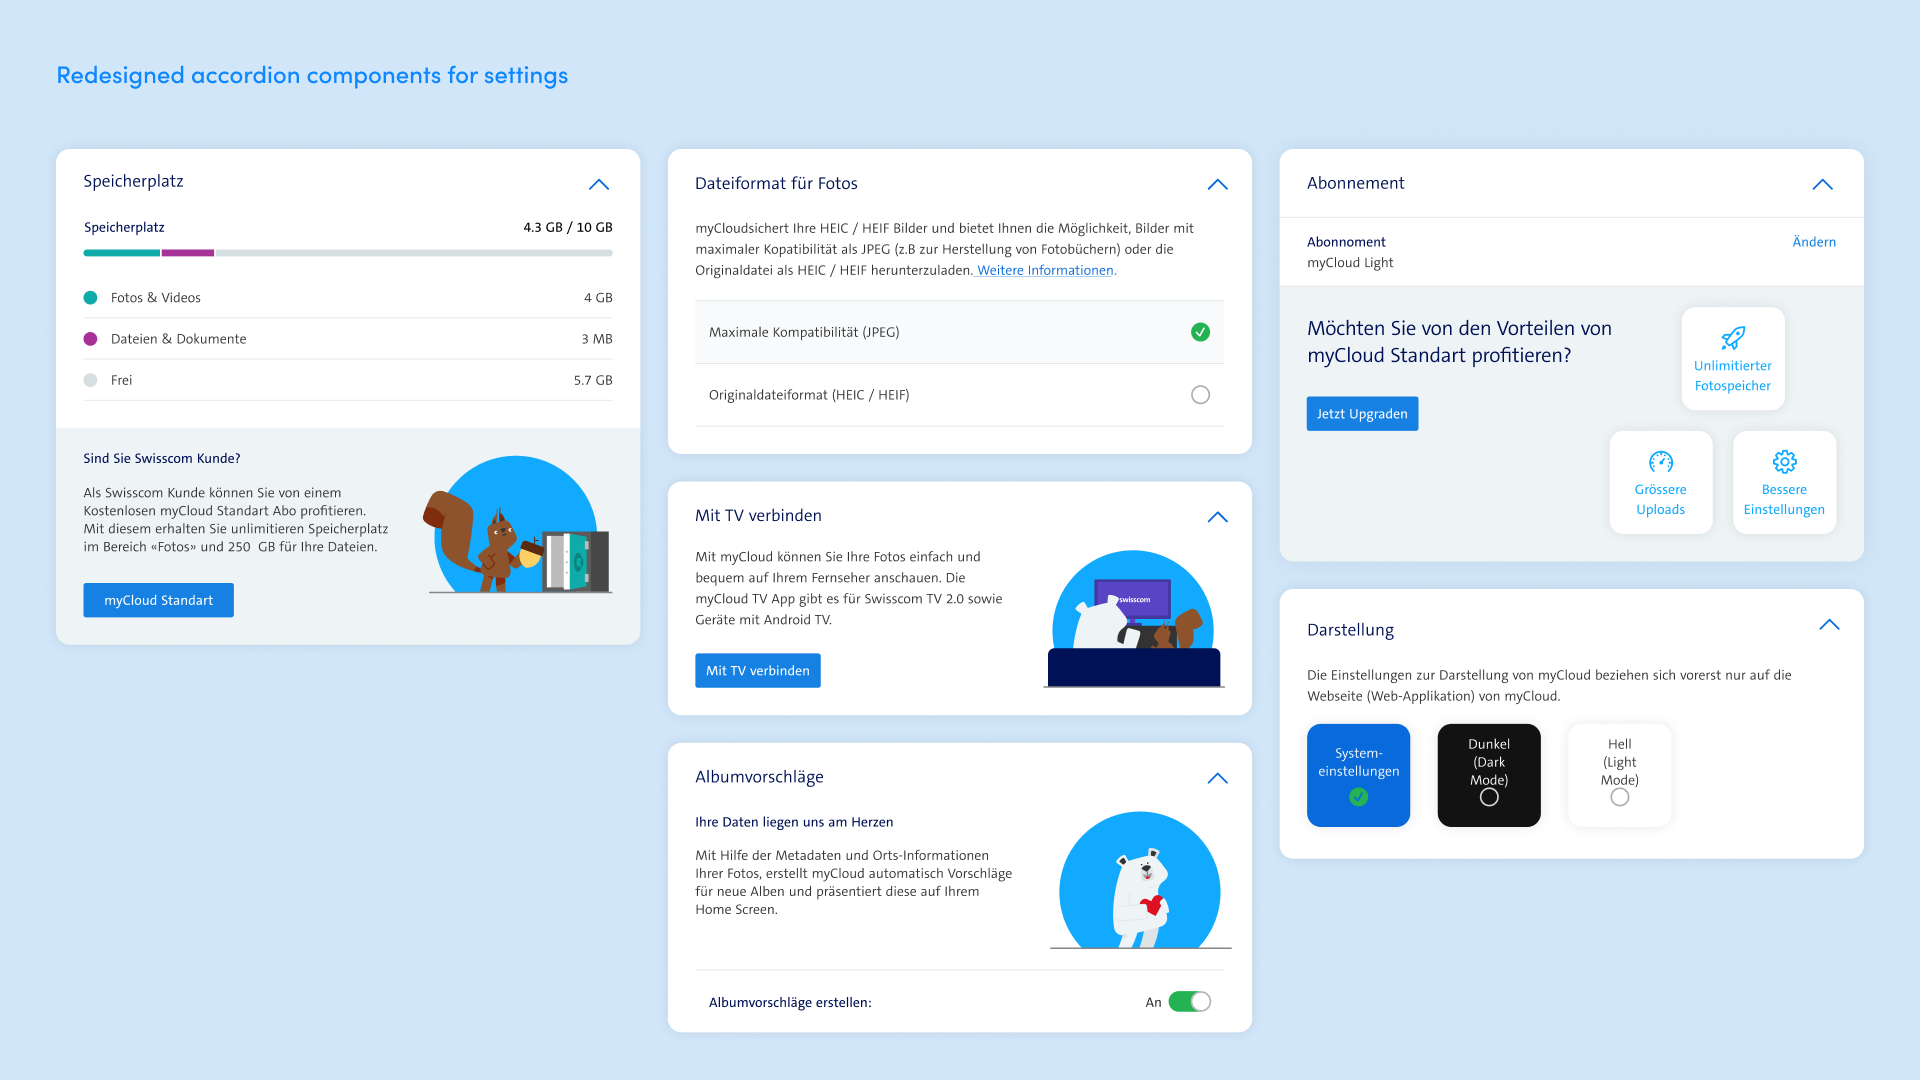 Redesigned accordion components for settings
Speicherplatz
Speicherplatz
4.3 GB / 10 GB
Fotos & Videos
4 GB
Dateien & Dokumente
3 MB
Frei
5.7 GB
Sind Sie Swisscom Kunde?
Als Swisscom Kunde können Sie von einem
Kostenlosen myCloud Standart Abo profitieren.
Mit diesem erhalten Sie unlimitieren Speicherplatz
im Bereich «Fotos» und 250 GB für Ihre Dateien.
myCloud Standart
Dateiformat für Fotos
myCloudsichert Ihre HEIC / HEIF Bilder und bietet Ihnen die Möglichkeit, Bilder mit
maximaler Kopatibilität als JPEG (z.B zur Herstellung von Fotobüchern) oder die
Originaldatei als HEIC / HEIF herunterzuladen. Weitere Informationen.
Maximale Kompatibilität (JPEG)
Originaldateiformat (HEIC / HEIF)
Mit TV verbinden
Mit myCloud können Sie Ihre Fotos einfach und
bequem auf Ihrem Fernseher anschauen. Die
myCloud TV App gibt es für Swisscom TV 2.0 sowie
Geräte mit Android TV.
Mit TV verbinden
swisscom
Albumvorschläge
Ihre Daten liegen uns am Herzen
Mit Hilfe der Metadaten und Orts-Informationen
Ihrer Fotos, erstellt myCloud automatisch Vorschläge
für neue Alben und präsentiert diese auf Ihrem
Home Screen.
Albumvorschläge erstellen:
An
Abonnement
Abonnoment
Ändern
myCloud Light
Möchten Sie von den Vorteilen von
myCloud Standart profitieren?
Jetzt Upgraden
Unlimitierter
Fotospeicher
Grössere
Uploads
Bessere
Einstellungen
Darstellung
Die Einstellungen zur Darstellung von myCloud beziehen sich vorerst nur auf die
Webseite (Web-Applikation) von myCloud.
System-
einstellungen
Dunkel
(Dark
Mode)
Hell
(Light
Mode)